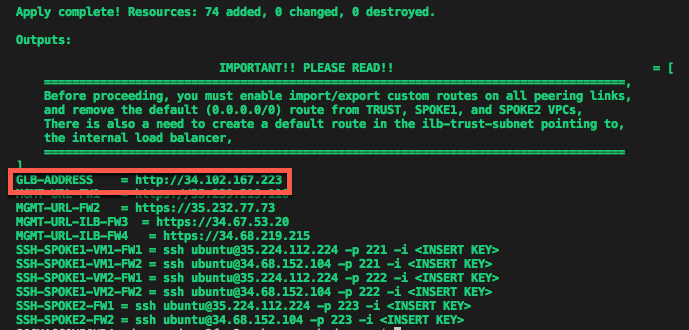 Apply complete! Resources: 74 added, 0 changed, 0 destroyed.
Outputs:
IMPORTANT!! PLEASE READ!! = [
===================================================================================,
Before proceeding, you must enable import/export custom routes on all peering links,
and remove the default (0.0.0.0/0) route from TRUST, SPOKE1, and SPOKE2 VPCs,
There is also a need to create a default route in the ilb-trust-subnet pointing to,
the internal load balancer,
===================================================================================
]
GLB-ADDRESS = http://34.102.167.223
MGMT-URL-FW2 = https://35.232.77.73
MGMT-URL-ILB-FW3 = https://34.67.53.20
MGMT-URL-ILB-FW4 = https://34.68.219.215
SSH-SPOKE1-VM1-FW1 = ssh ubuntu@35.224.112.224 -p 221 -i <INSERT KEY>
SSH-SPOKE1-VM1-FW2 = ssh ubuntu@34.68.152.104 -p 221 -i <INSERT KEY>
SSH-SPOKE1-VM2-FW1 = ssh ubuntu@35.224.112.224 -p 222 -i <INSERT KEY>
SSH-SPOKE1-VM2-FW2 = ssh ubuntu@34.68.152.104 -p 222 -i <INSERT KEY>
SSH-SPOKE2-FW1 = ssh ubuntu@35.224.112.224 -p 223 -i <INSERT KEY>
SSH-SPOKE2-FW2 = ssh ubuntu@34.68.152.104 -p 223 -i <INSERT KEY>